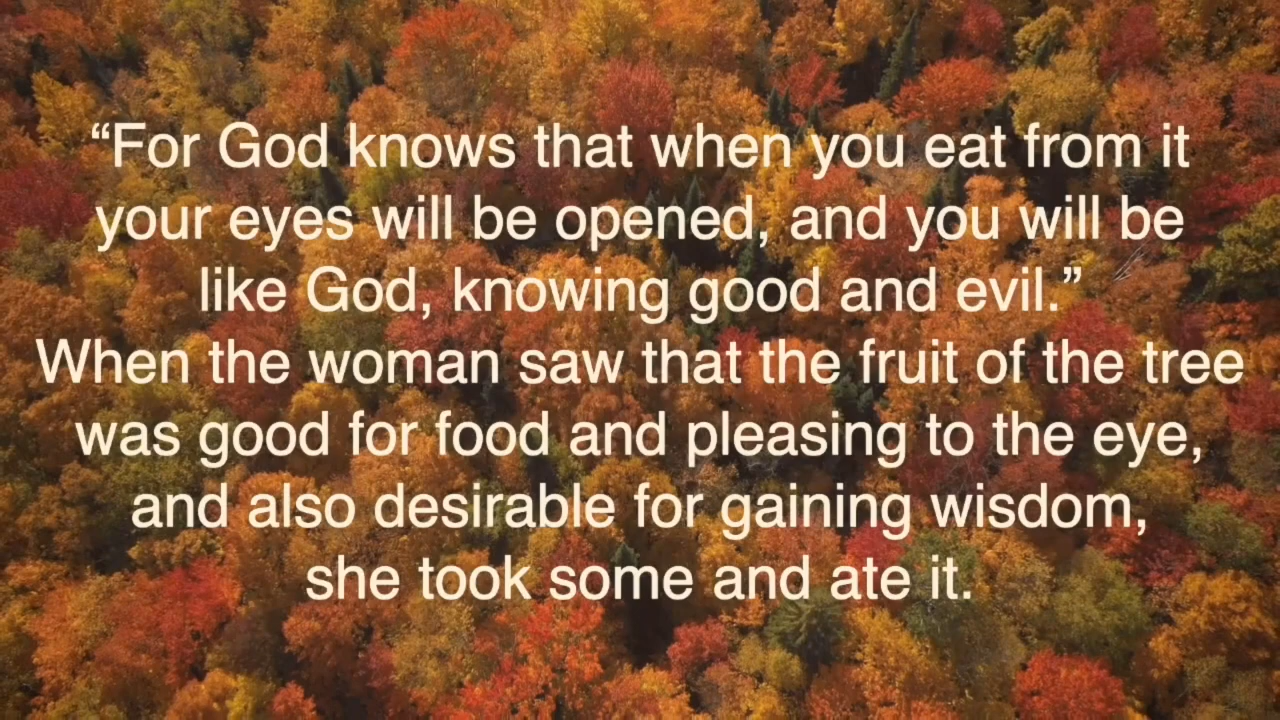 “For God knows that when you eat from it
your eyes will be opened, and you will be
like God, knowing good and evil.”
When the woman saw that the fruit of the tree
was good for food and pleasing to the eye,
and also desirable for gaining wisdom,
she took some and ate it.